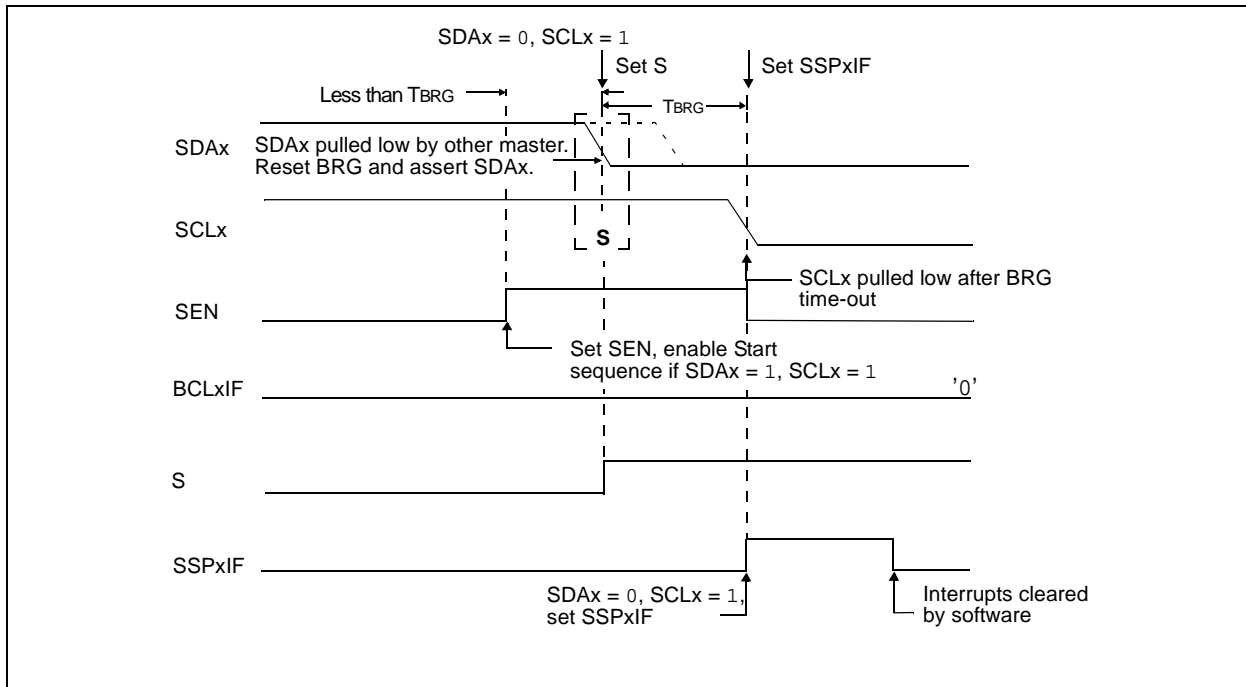 SDAx = 0, SCLx = 1
Set S
Set SSPxIF
Less than TBRG
TBRG
SDAx
SDAx pulled low by other master.
Reset BRG and assert SDAx.
SCLx
S
SCLx pulled low after BRG
time-out
SEN
Set SEN, enable Start
sequence if SDAx = 1, SCLx = 1
BCLxIF
'0'
S
SSPxIF
SDAx = 0, SCLx = 1,
set SSPxIF
Interrupts cleared
by software